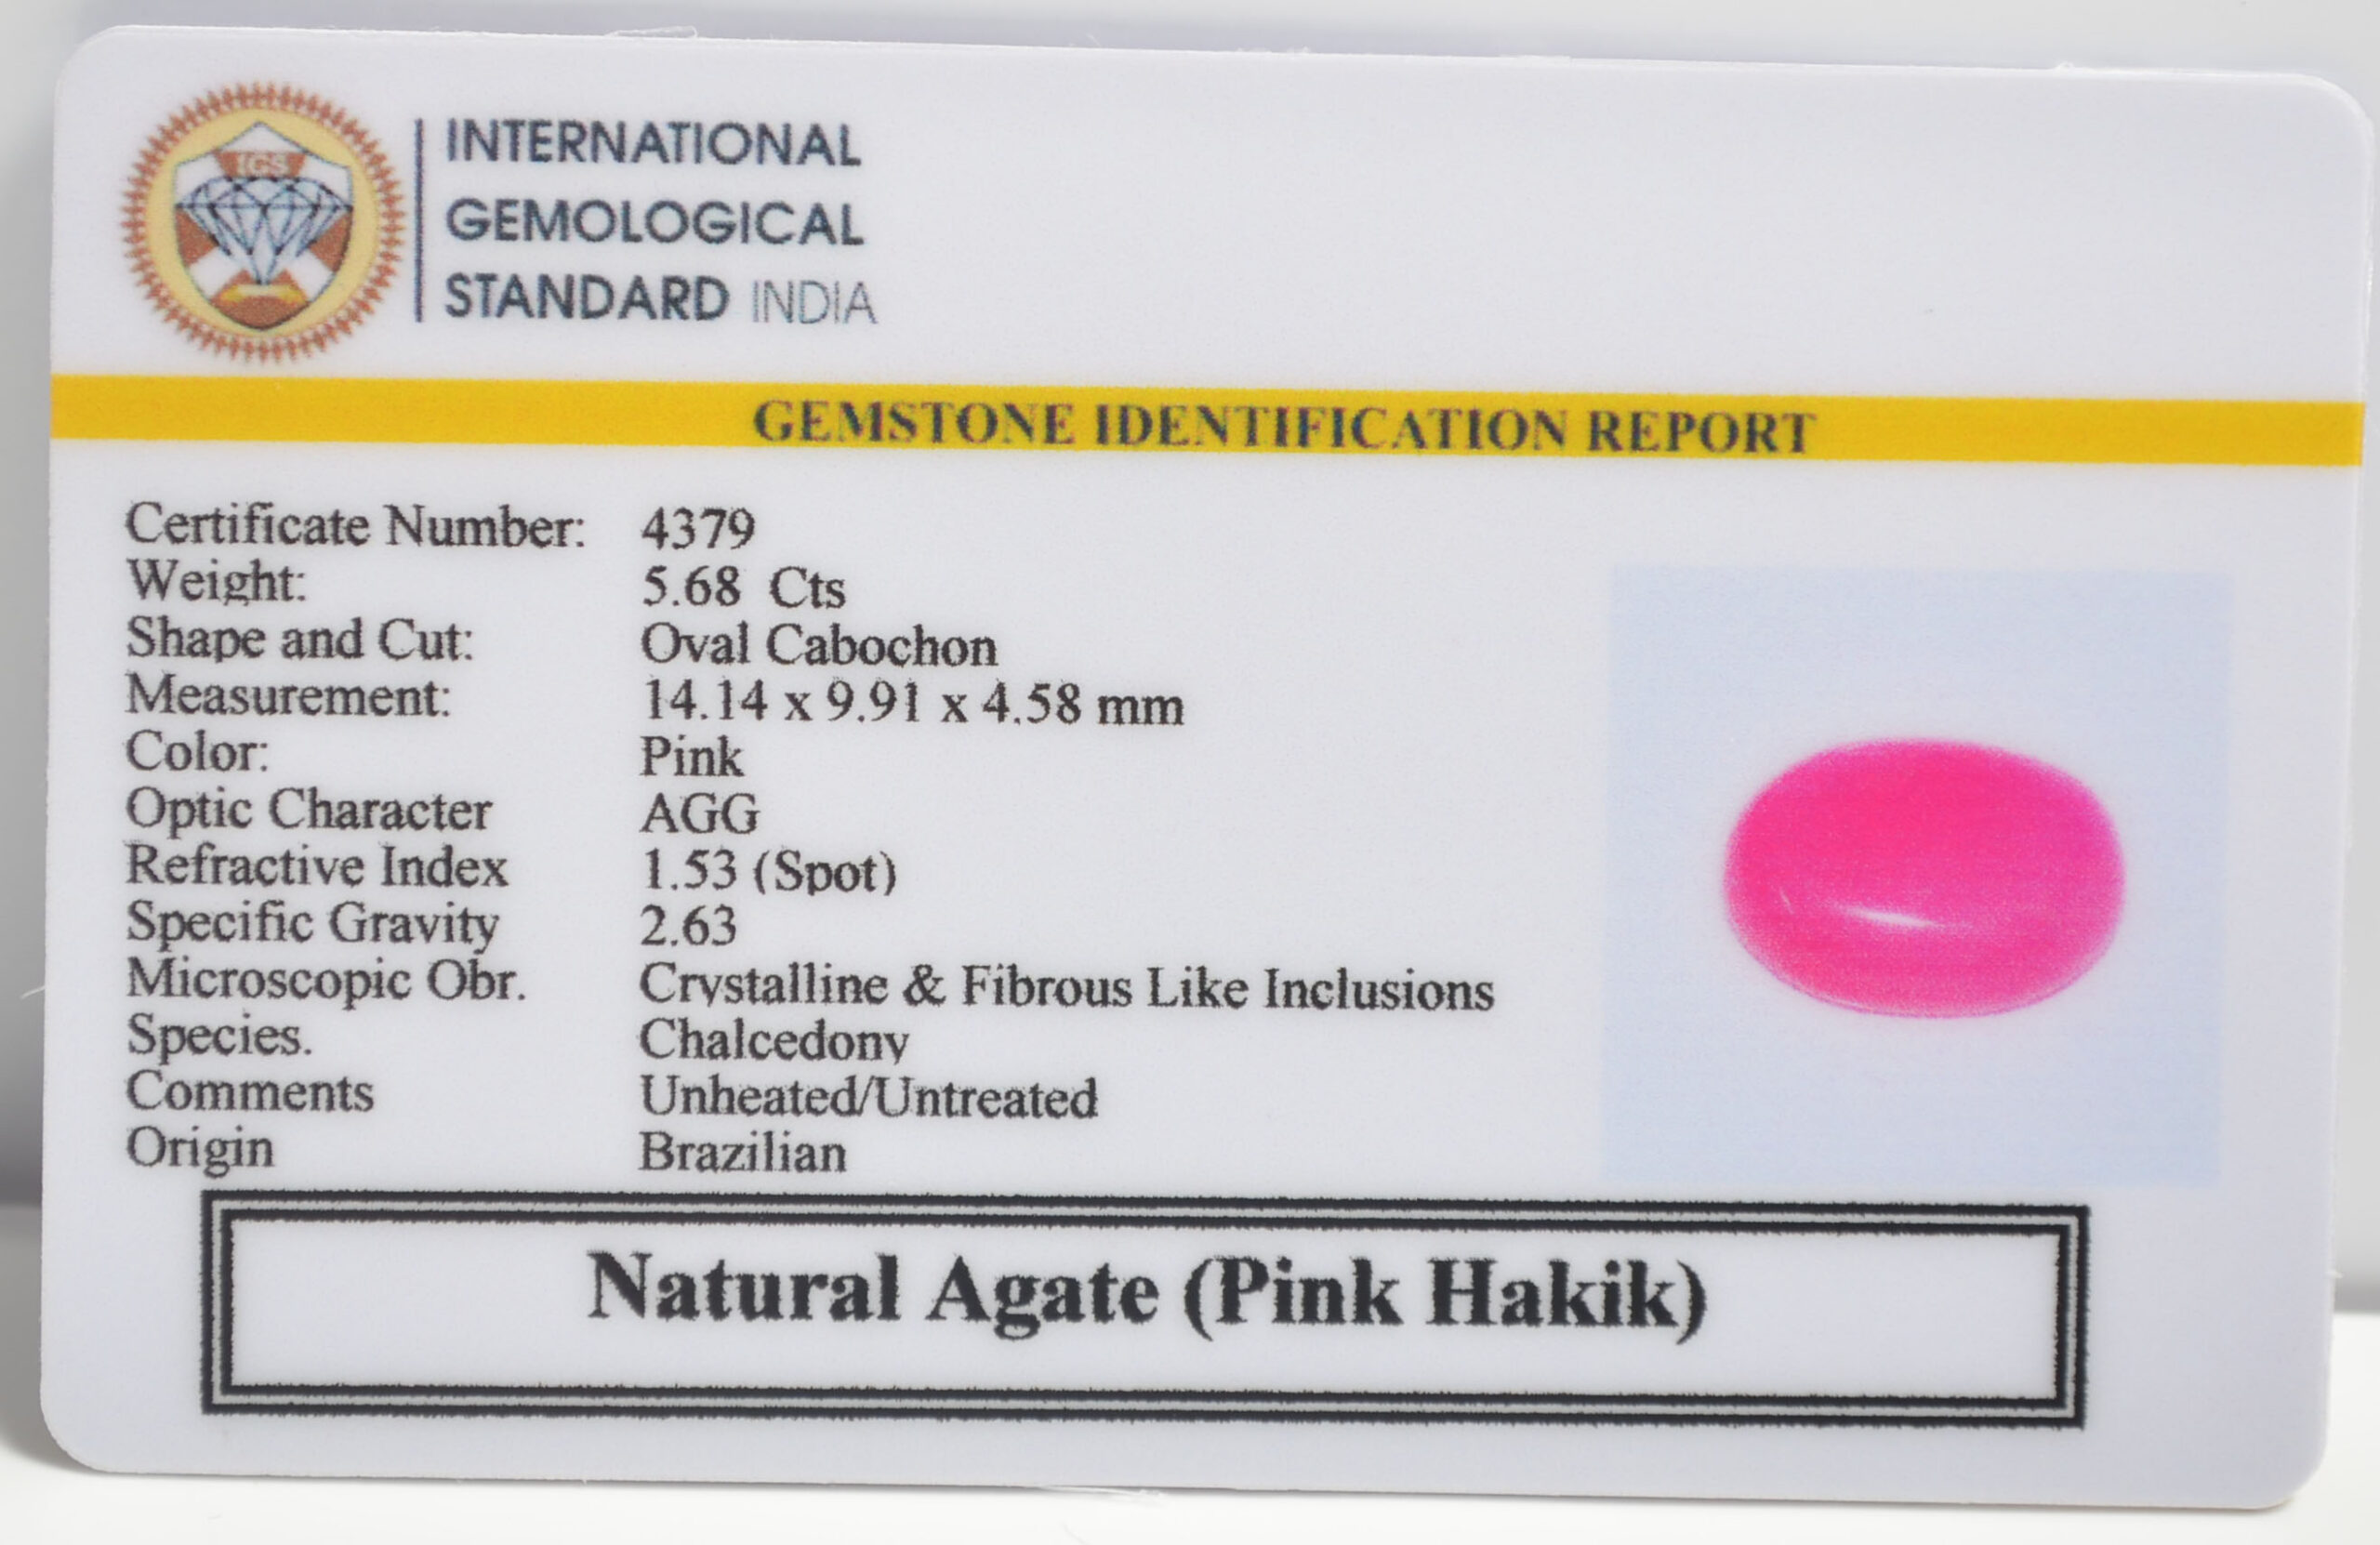 IGS
INTERNATIONAL
GEMOLOGICAL
STANDARD INDIA
GEMSTONE IDENTIFICATION REPORT
Certificate Number: 4379
Weight: 5.68 Cts
Shape and Cut: Oval Cabochon
Measurement: 14.14 x 9.91 x 4.58 mm
Color: Pink
Optic Character AGG
Refractive Index 1.53 (Spot)
Specific Gravity 2.63
Microscopic Obr. Crystalline & Fibrous Like Inclusions
Species. Chalcedony
Comments Unheated/Untreated
Origin Brazilian
Natural Agate (Pink Hakik)